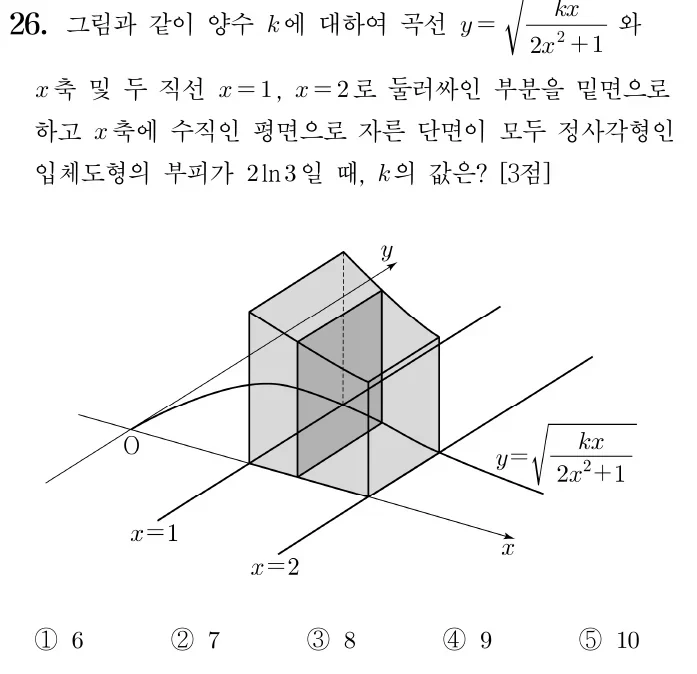 26. 그림과 같이 양수 k에 대하여 곡선 y=√(kx/(2x²+1)) 와
x축 및 두 직선 x=1, x=2로 둘러싸인 부분을 밑면으로
하고 x축에 수직인 평면으로 자른 단면이 모두 정사각형인
입체도형의 부피가 2ln3일 때, k의 값은? [3점]
y
O
y=√(kx/(2x²+1))
x=1
x
x=2
① 6 ② 7 ③ 8 ④ 9 ⑤ 10